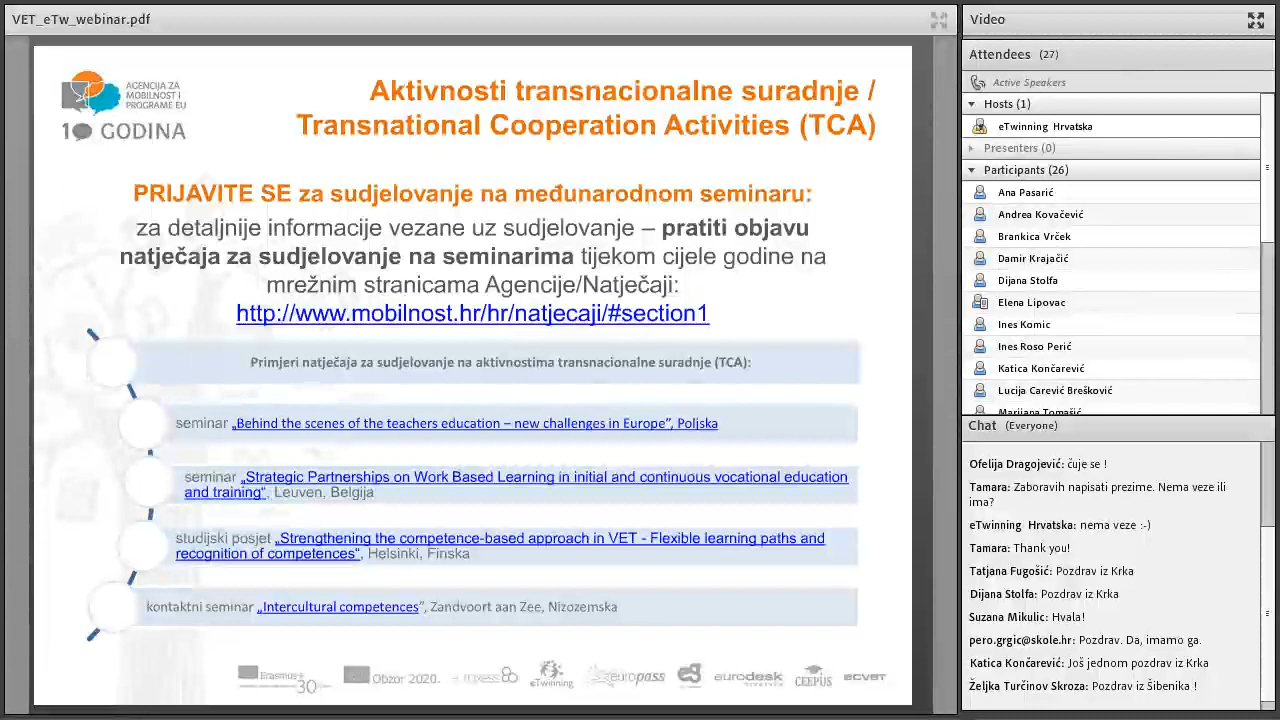 VET_eTw_webinar.pdf
AGENCIJA ZA
MOBILNOST I
PROGRAME EU
10 GODINA
Aktivnosti transnacionalne suradnje /
Transnational Cooperation Activities (TCA)
PRIJAVITE SE za sudjelovanje na međunarodnom seminaru:
za detaljnije informacije vezane uz sudjelovanje – pratiti objavu
natječaja za sudjelovanje na seminarima tijekom cijele godine na
mrežnim stranicama Agencije/Natječaji:
http://www.mobilnost.hr/hr/natjecaji/#section1
Primjeri natječaja za sudjelovanje na aktivnostima transnacionalne suradnje (TCA):
seminar „Behind the scenes of the teachers education – new challenges in Europe”, Poljska
seminar „Strategic Partnerships on Work Based Learning in initial and continuous vocational education
and training“, Leuven, Belgija
studijski posjet „Strengthening the competence-based approach in VET - Flexible learning paths and
recognition of competences“, Helsinki, Finska
kontaktni seminar „Intercultural competences”, Zandvoort aan Zee, Nizozemska
Erasmus+
30
Obzor 2020.
eTwinning
europass
eurodesk
CEEPUS
ECVET
Video
Attendees (27)
Active Speakers
Hosts (1)
eTwinning Hrvatska
Presenters (0)
Participants (26)
Ana Pasarić
Andrea Kovačević
Brankica Vrček
Damir Krajačić
Dijana Stolfa
Elena Lipovac
Ines Komic
Ines Roso Perić
Katica Končarević
Lucija Carević Brešković
Marijana Tomašić
Chat (Everyone)
Ofelija Dragojević: čuje se !
Tamara: Zaboravih napisati prezime. Nema veze ili
ima?
eTwinning Hrvatska: nema veze :-)
Tamara: Thank you!
Tatjana Fugošić: Pozdrav iz Krka
Dijana Stolfa: Pozdrav iz Krka
Suzana Mikulic: Hvala!
pero.grgic@skole.hr: Pozdrav. Da, imamo ga.
Katica Končarević: Još jednom pozdrav iz Krka
Željka Turčinov Skroza: Pozdrav iz Šibenika !